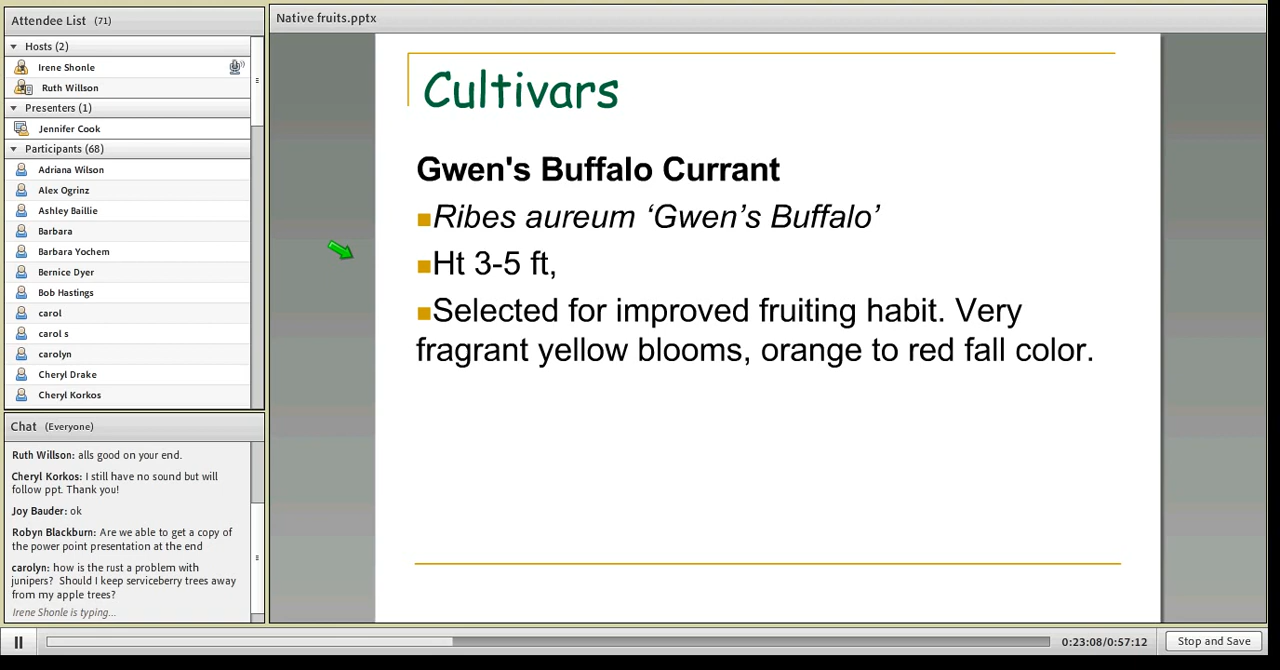 Attendee List (71)
Hosts (2)
Irene Shonle
Ruth Willson
Presenters (1)
Jennifer Cook
Participants (68)
Adriana Wilson
Alex Ogrinz
Ashley Baillie
Barbara
Barbara Yochem
Bernice Dyer
Bob Hastings
carol
carol s
carolyn
Cheryl Drake
Cheryl Korkos
Chat (Everyone)
Ruth Willson: alls good on your end.
Cheryl Korkos: I still have no sound but will
follow ppt. Thank you!
Joy Bauder: ok
Robyn Blackburn: Are we able to get a copy of
the power point presentation at the end
carolyn: how is the rust a problem with
junipers? Should I keep serviceberry trees away
from my apple trees?
Irene Shonle is typing...
Native fruits.pptx
Cultivars
Gwen's Buffalo Currant
Ribes aureum ‘Gwen’s Buffalo’
Ht 3-5 ft,
Selected for improved fruiting habit. Very
fragrant yellow blooms, orange to red fall color.
0:23:08/0:57:12
Stop and Save